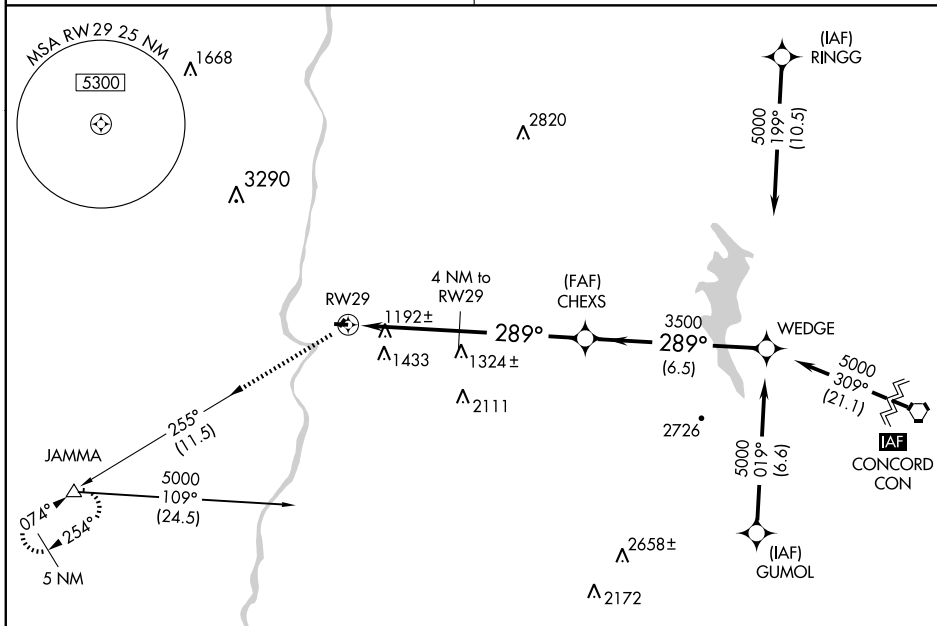 MSA RW29 25 NM
5300
1668
(IAF)
RINGG
5000
199°
(10.5)
2820
3290
4 NM to
RW29
(FAF)
CHEXS
RW29
1192±
289°
3500
289°
(6.5)
WEDGE
1433
1324±
2111
5000
309°
(21.1)
IAF
CONCORD
CON
2726
5000
019°
(6.6)
255°
(11.5)
JAMMA
5000
109°
(24.5)
074°
254°
5 NM
2658±
2172
(IAF)
GUMOL